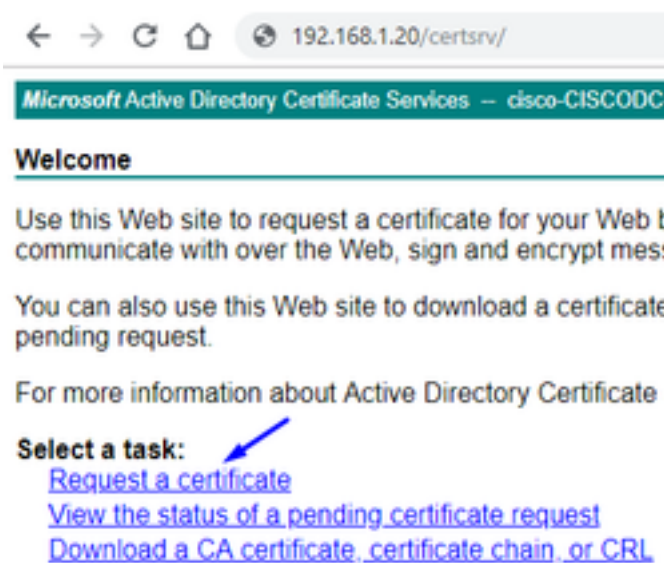 192.168.1.20/certsrv/
Microsoft Active Directory Certificate Services -- cisco-CISCODC
Welcome
Use this Web site to request a certificate for your Web
communicate with over the Web, sign and encrypt mes
You can also use this Web site to download a certificate
pending request.
For more information about Active Directory Certificate
Select a task:
Request a certificate
View the status of a pending certificate request
Download a CA certificate, certificate chain, or CRL